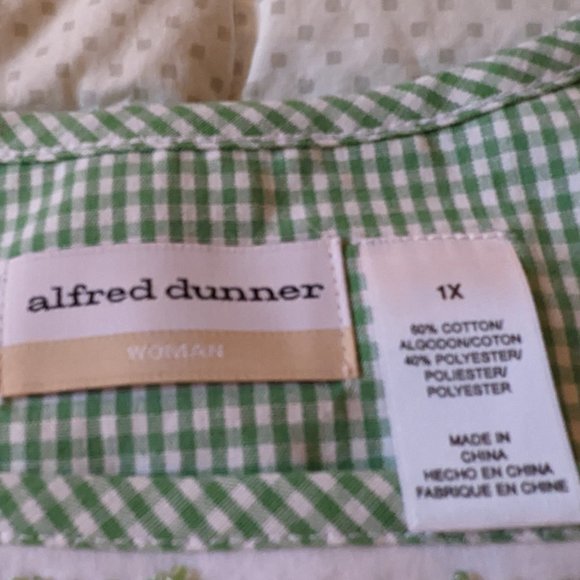 alfred dunner
WOMAN
1X
60% COTTON/
ALGODON/COTON
40% POLYESTER/
POLIESTER/
POLYESTER
MADE IN
CHINA
HECHO EN CHINA
FABRIQUE EN CHINE